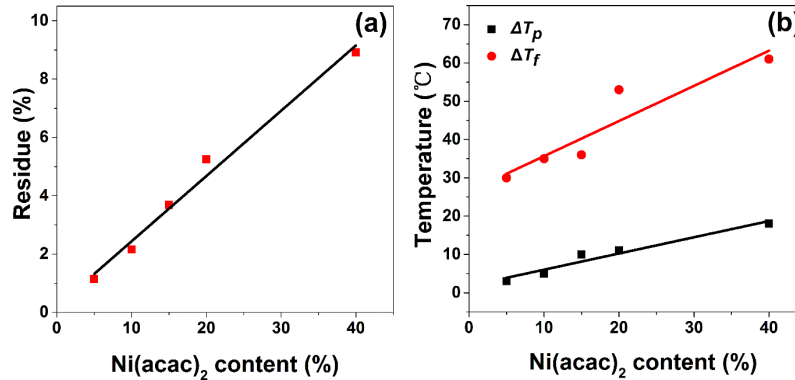 (a)
10
8
6
4
2
0
Residue (%)
0 10 20 30 40
Ni(acac)2 content (%)
(b)
ΔTp
ΔTf
70
60
50
40
30
20
10
0
Temperature (℃)
0 10 20 30 40
Ni(acac)2 content (%)